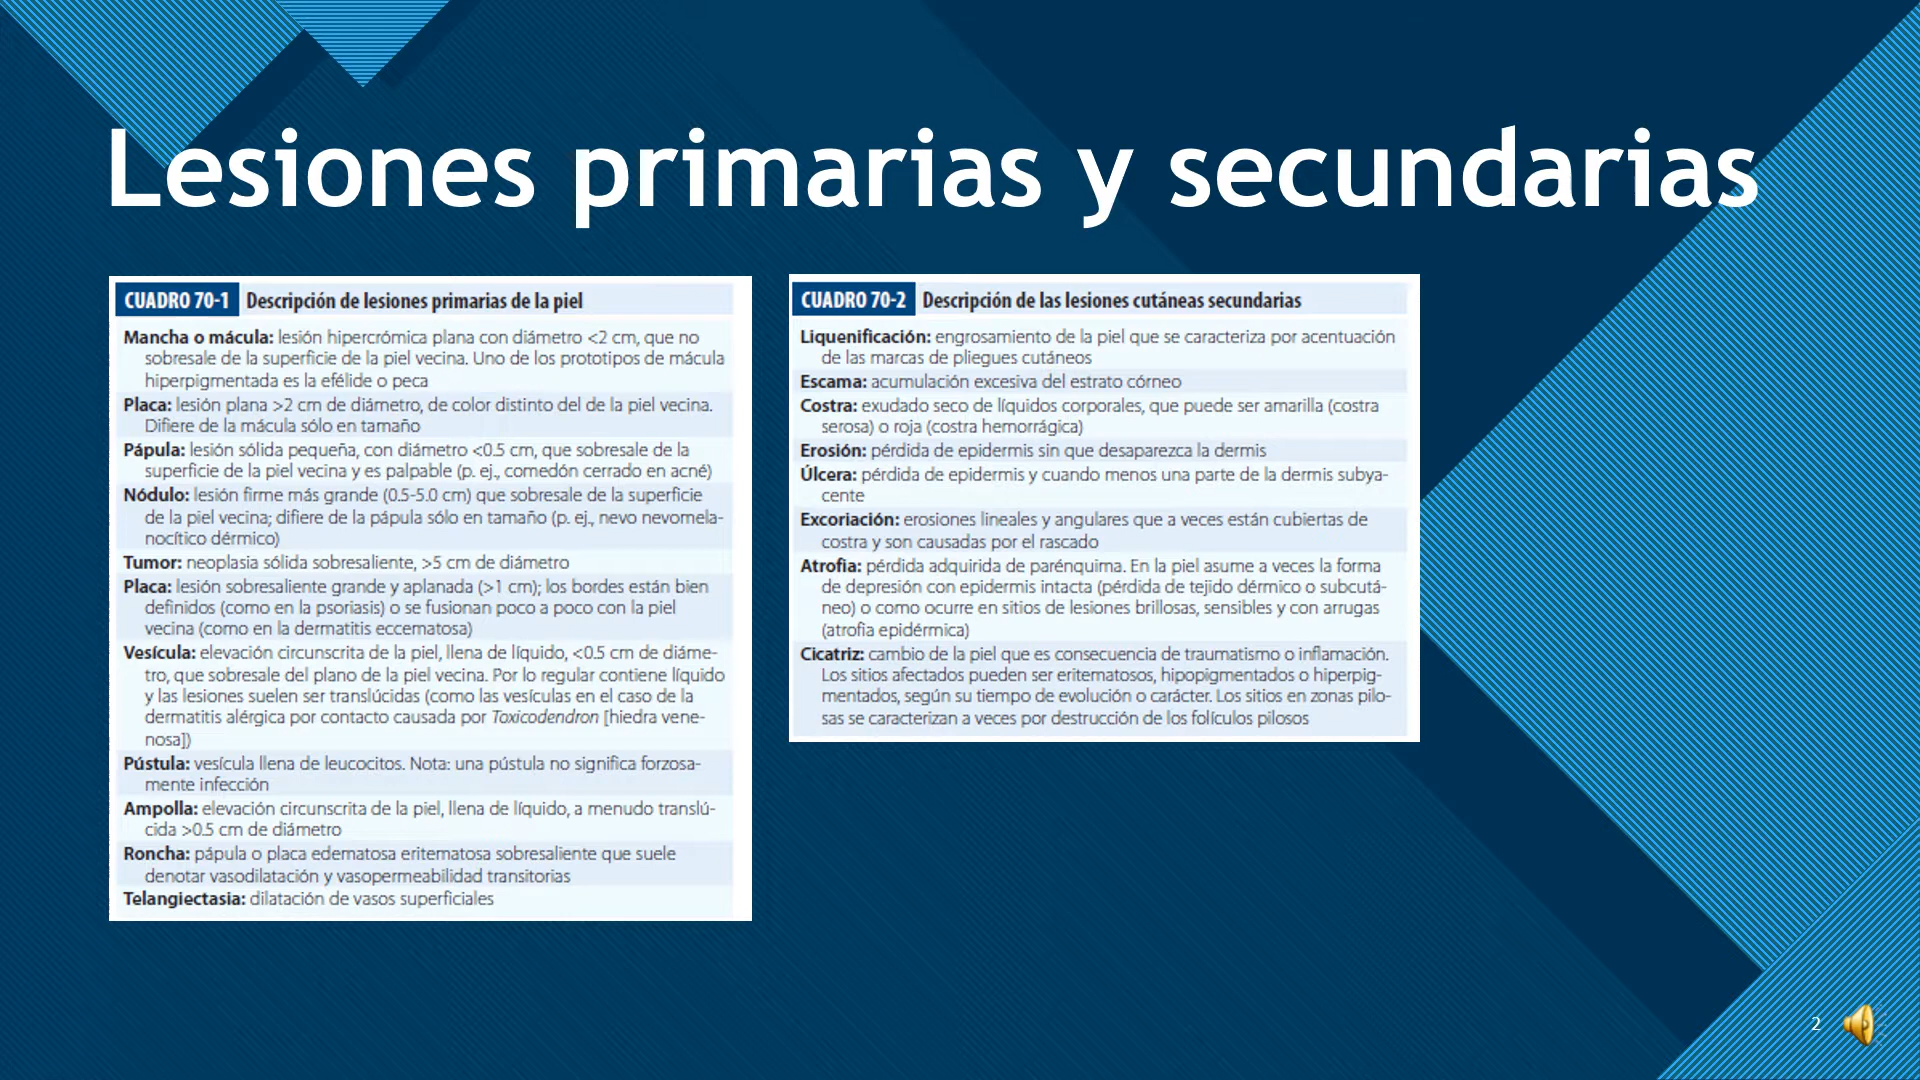 Lesiones primarias y secundarias
CUADRO 70-1 Descripción de lesiones primarias de la piel
Mancha o mácula: lesión hipercrómica plana con diámetro <2 cm, que no
sobresale de la superficie de la piel vecina. Uno de los prototipos de mácula
hiperpigmentada es la efélide o peca
Placa: lesión plana >2 cm de diámetro, de color distinto del de la piel vecina.
Difiere de la mácula sólo en tamaño
Pápula: lesión sólida pequeña, con diámetro <0.5 cm, que sobresale de la
superficie de la piel vecina y es palpable (p. ej., comedón cerrado en acné)
Nódulo: lesión firme más grande (0.5-5.0 cm) que sobresale de la superficie
de la piel vecina; difiere de la pápula sólo en tamaño (p. ej., nevo nevomela-
nocítico dérmico)
Tumor: neoplasia sólida sobresaliente, >5 cm de diámetro
Placa: lesión sobresaliente grande y aplanada (>1 cm); los bordes están bien
definidos (como en la psoriasis) o se fusionan poco a poco con la piel
vecina (como en la dermatitis eccematosa)
Vesícula: elevación circunscrita de la piel, llena de líquido, <0.5 cm de diáme-
tro, que sobresale del plano de la piel vecina. Por lo regular contiene líquido
y las lesiones suelen ser translúcidas (como las vesículas en el caso de la
dermatitis alérgica por contacto causada por Toxicodendron [hiedra vene-
nosa])
Pústula: vesícula llena de leucocitos. Nota: una pústula no significa forzosa-
mente infección
Ampolla: elevación circunscrita de la piel, llena de líquido, a menudo translú-
cida >0.5 cm de diámetro
Roncha: pápula o placa edematosa eritematosa sobresaliente que suele
denotar vasodilatación y vasopermeabilidad transitorias
Telangiectasia: dilatación de vasos superficiales
CUADRO 70-2 Descripción de las lesiones cutáneas secundarias
Liquenificación: engrosamiento de la piel que se caracteriza por acentuación
de las marcas de pliegues cutáneos
Escama: acumulación excesiva del estrato córneo
Costra: exudado seco de líquidos corporales, que puede ser amarilla (costra
serosa) o roja (costra hemorrágica)
Erosión: pérdida de epidermis sin que desaparezca la dermis
Úlcera: pérdida de epidermis y cuando menos una parte de la dermis subya-
cente
Excoriación: erosiones lineales y angulares que a veces están cubiertas de
costra y son causadas por el rascado
Atrofia: pérdida adquirida de parénquima. En la piel asume a veces la forma
de depresión con epidermis intacta (pérdida de tejido dérmico o subcutá-
neo) o como ocurre en sitios de lesiones brillosas, sensibles y con arrugas
(atrofia epidérmica)
Cicatriz: cambio de la piel que es consecuencia de traumatismo o inflamación.
Los sitios afectados pueden ser eritematosos, hipopigmentados o hiperpig-
mentados, según su tiempo de evolución o carácter. Los sitios en zonas pilo-
sas se caracterizan a veces por destrucción de los folículos pilosos
2